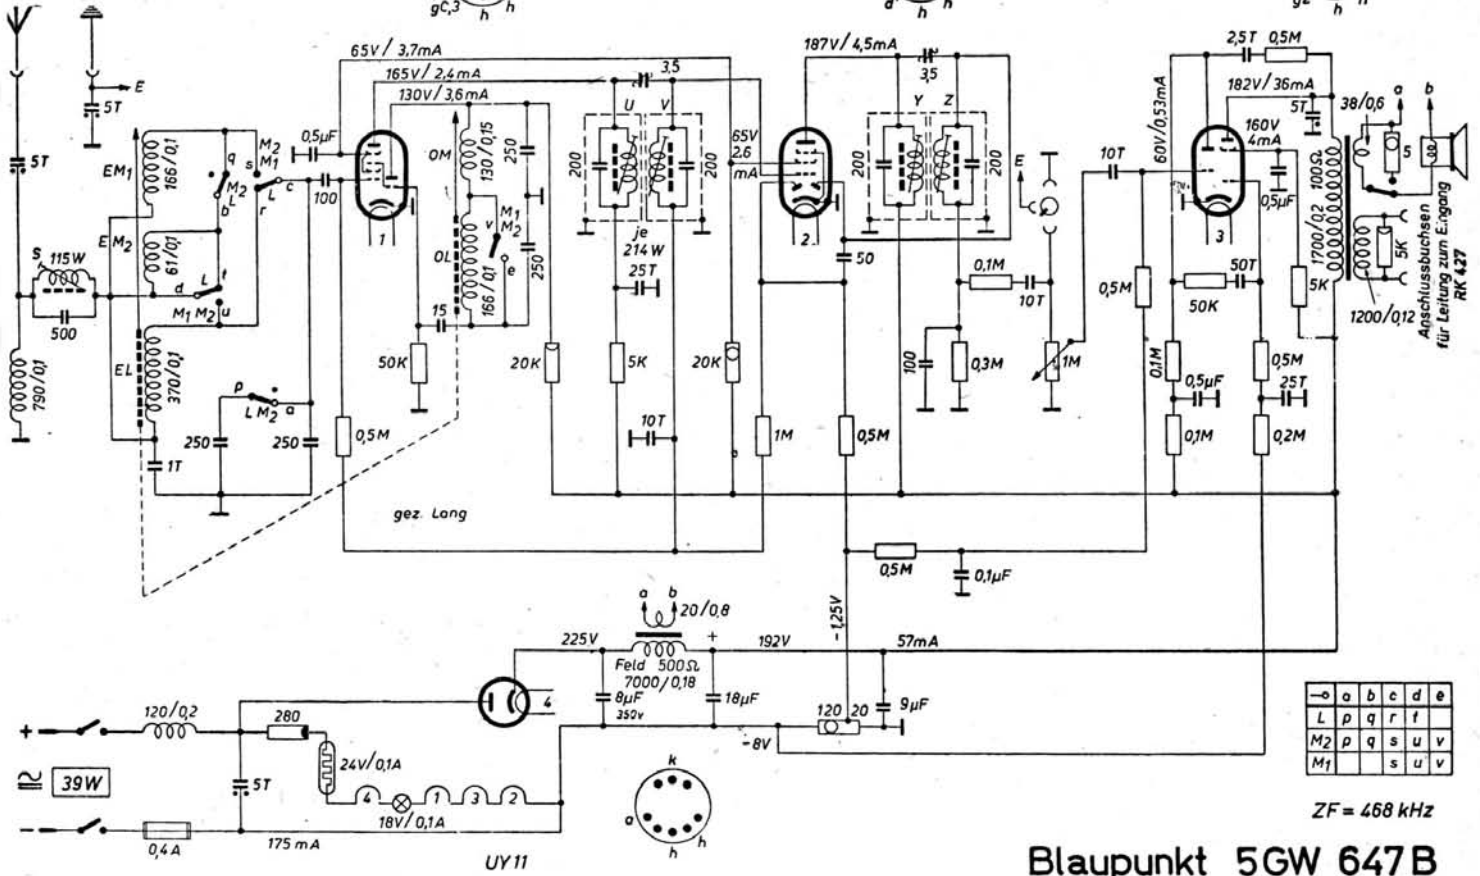 gC,3 h h
d h h
g2 h
E
5T
5T
EM1
166/0,1
EM2
61/0,1
EL
370/0,1
S
115W
500
790/0,1
q
M2
L
b
M2
M1
s
L
c
r
d
L
t
M1 M2
u
p
L M2
a
250
250
1T
0,5µF
100
1
65V / 3,7mA
165V / 2,4mA
130V / 3,6mA
OM
130/0,15
OL
166/0,1
v
M1
M2
e
250
250
15
50K
20K
0,5M
gez. Lang
3,5
U V
200
200
je
214W
25T
5K
10T
65V
2,6
mA
20K
1M
187V / 4,5mA
3,5
2
50
0,5M
Y Z
200
200
E
0,1M
10T
100
0,3M
1M
10T
0,5M
60V / 0,53mA
2,5T 0,5M
182V / 36mA
5T
160V
4mA
0,5µF
3
50T
50K
0,1M
0,5µF
0,1M
0,5M
25T
0,2M
5K
1700/0,2 100Ω
38/0,6
a b
5
5K
1200/0,12
Anschlussbuchsen
für Leitung zum Eingang
RK 427
0,5M
0,1µF
-1,25V
a b
20/0,8
225V
Feld 500Ω
7000/0,18
+
192V
57mA
4
8µF
350V
18µF
120 20
9µF
-8V
+
120/0,2
280
24V/0,1A
39W
5T
4 1 3 2
18V/0,1A
-
0,4A
175mA
UY11
k
a
h h
a b c d e
L p q r t
M2 p q s u v
M1 s u v
ZF = 468 kHz
Blaupunkt 5GW 647B